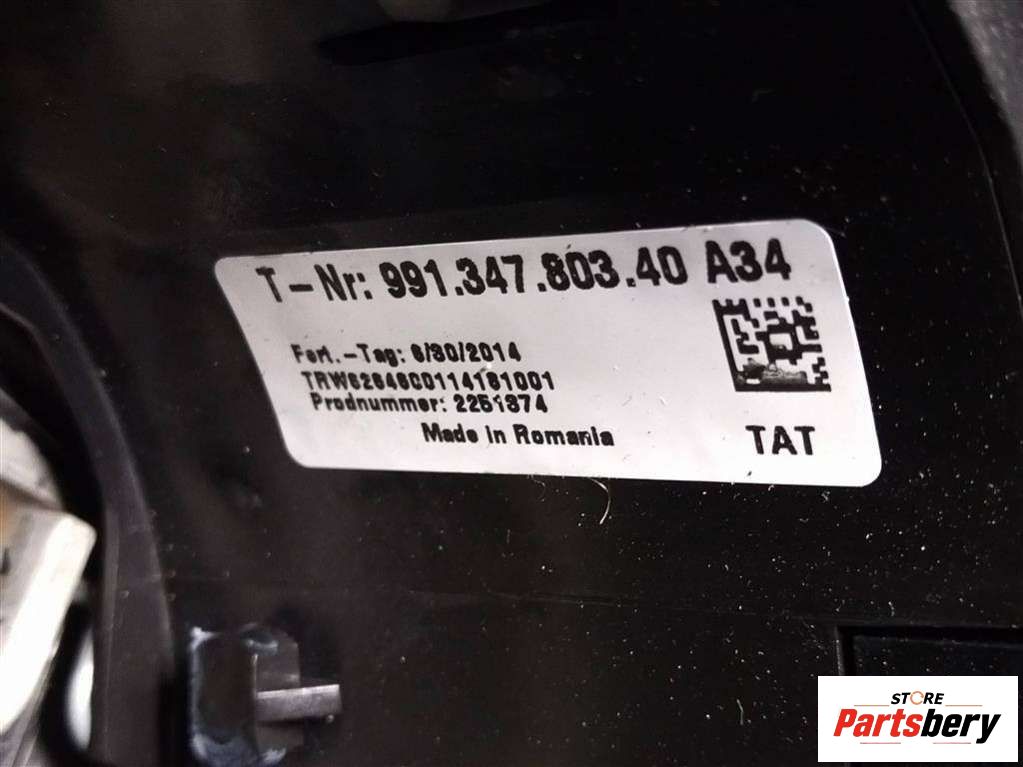 T-Nr: 991.347.803.40 A34
Fert.-Tag: 6/30/2014
TRW62646C0114181001
Prodnummer: 2251374
Made in Romania
TAT
STORE
Partsbery